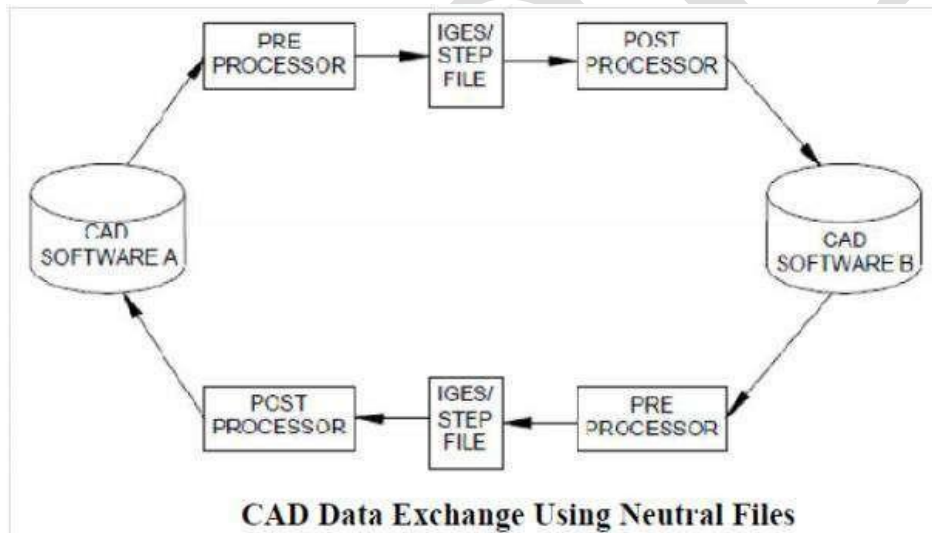 PRE
PROCESSOR
IGES/
STEP
FILE
POST
PROCESSOR
CAD
SOFTWARE A
CAD
SOFTWARE B
POST
PROCESSOR
IGES/
STEP
FILE
PRE
PROCESSOR
CAD Data Exchange Using Neutral Files